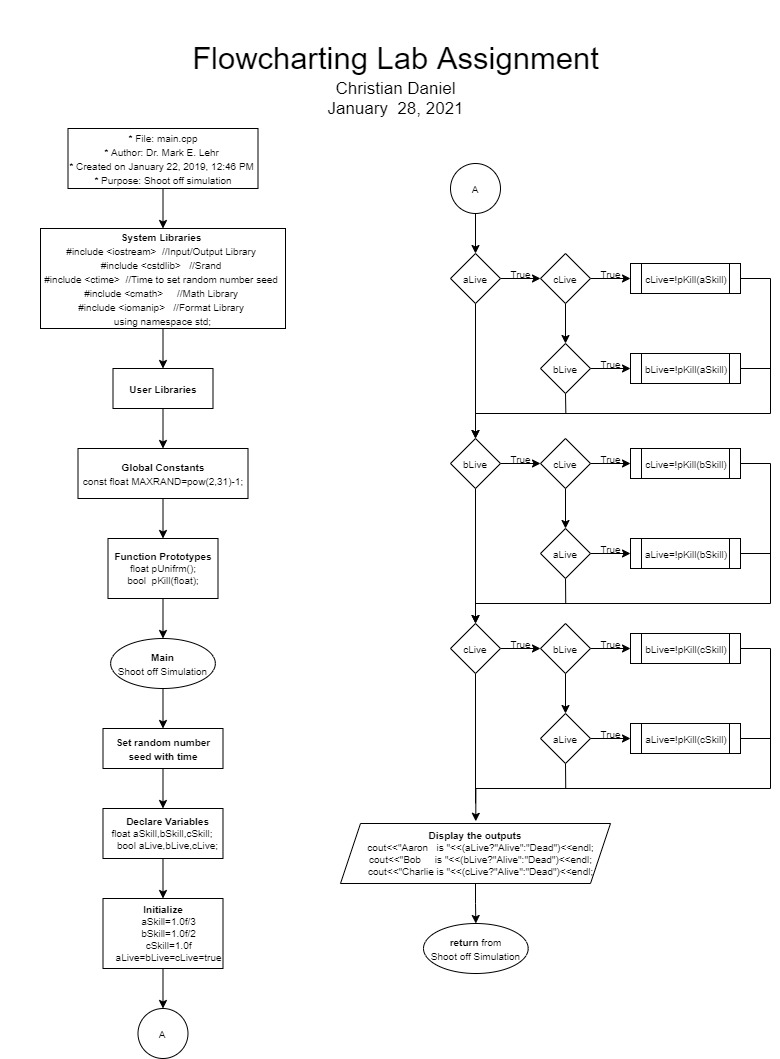 Flowcharting Lab Assignment
Christian Daniel
January 28, 2021
* File: main.cpp
* Author: Dr. Mark E. Lehr
* Created on January 22, 2019, 12:46 PM
* Purpose: Shoot off simulation
System Libraries
#include <iostream> //Input/Output Library
#include <cstdlib> //Srand
#include <ctime> //Time to set random number seed
#include <cmath> //Math Library
#include <iomanip> //Format Library
using namespace std;
User Libraries
Global Constants
const float MAXRAND=pow(2,31)-1;
Function Prototypes
float pUnifrm();
bool pKill(float);
Main
Shoot off Simulation
Set random number
seed with time
Declare Variables
float aSkill,bSkill,cSkill;
bool aLive,bLive,cLive;
Initialize
aSkill=1.0f/3
bSkill=1.0f/2
cSkill=1.0f
aLive=bLive=cLive=true
A
A
aLive
True
cLive
True
cLive=!pKill(aSkill)
bLive
True
bLive=!pKill(aSkill)
bLive
True
cLive
True
cLive=!pKill(bSkill)
aLive
True
aLive=!pKill(bSkill)
cLive
True
bLive
True
bLive=!pKill(cSkill)
aLive
True
aLive=!pKill(cSkill)
Display the outputs
cout<<"Aaron is "<<(aLive?"Alive":"Dead")<<endl;
cout<<"Bob is "<<(bLive?"Alive":"Dead")<<endl;
cout<<"Charlie is "<<(cLive?"Alive":"Dead")<<endl;
return from
Shoot off Simulation